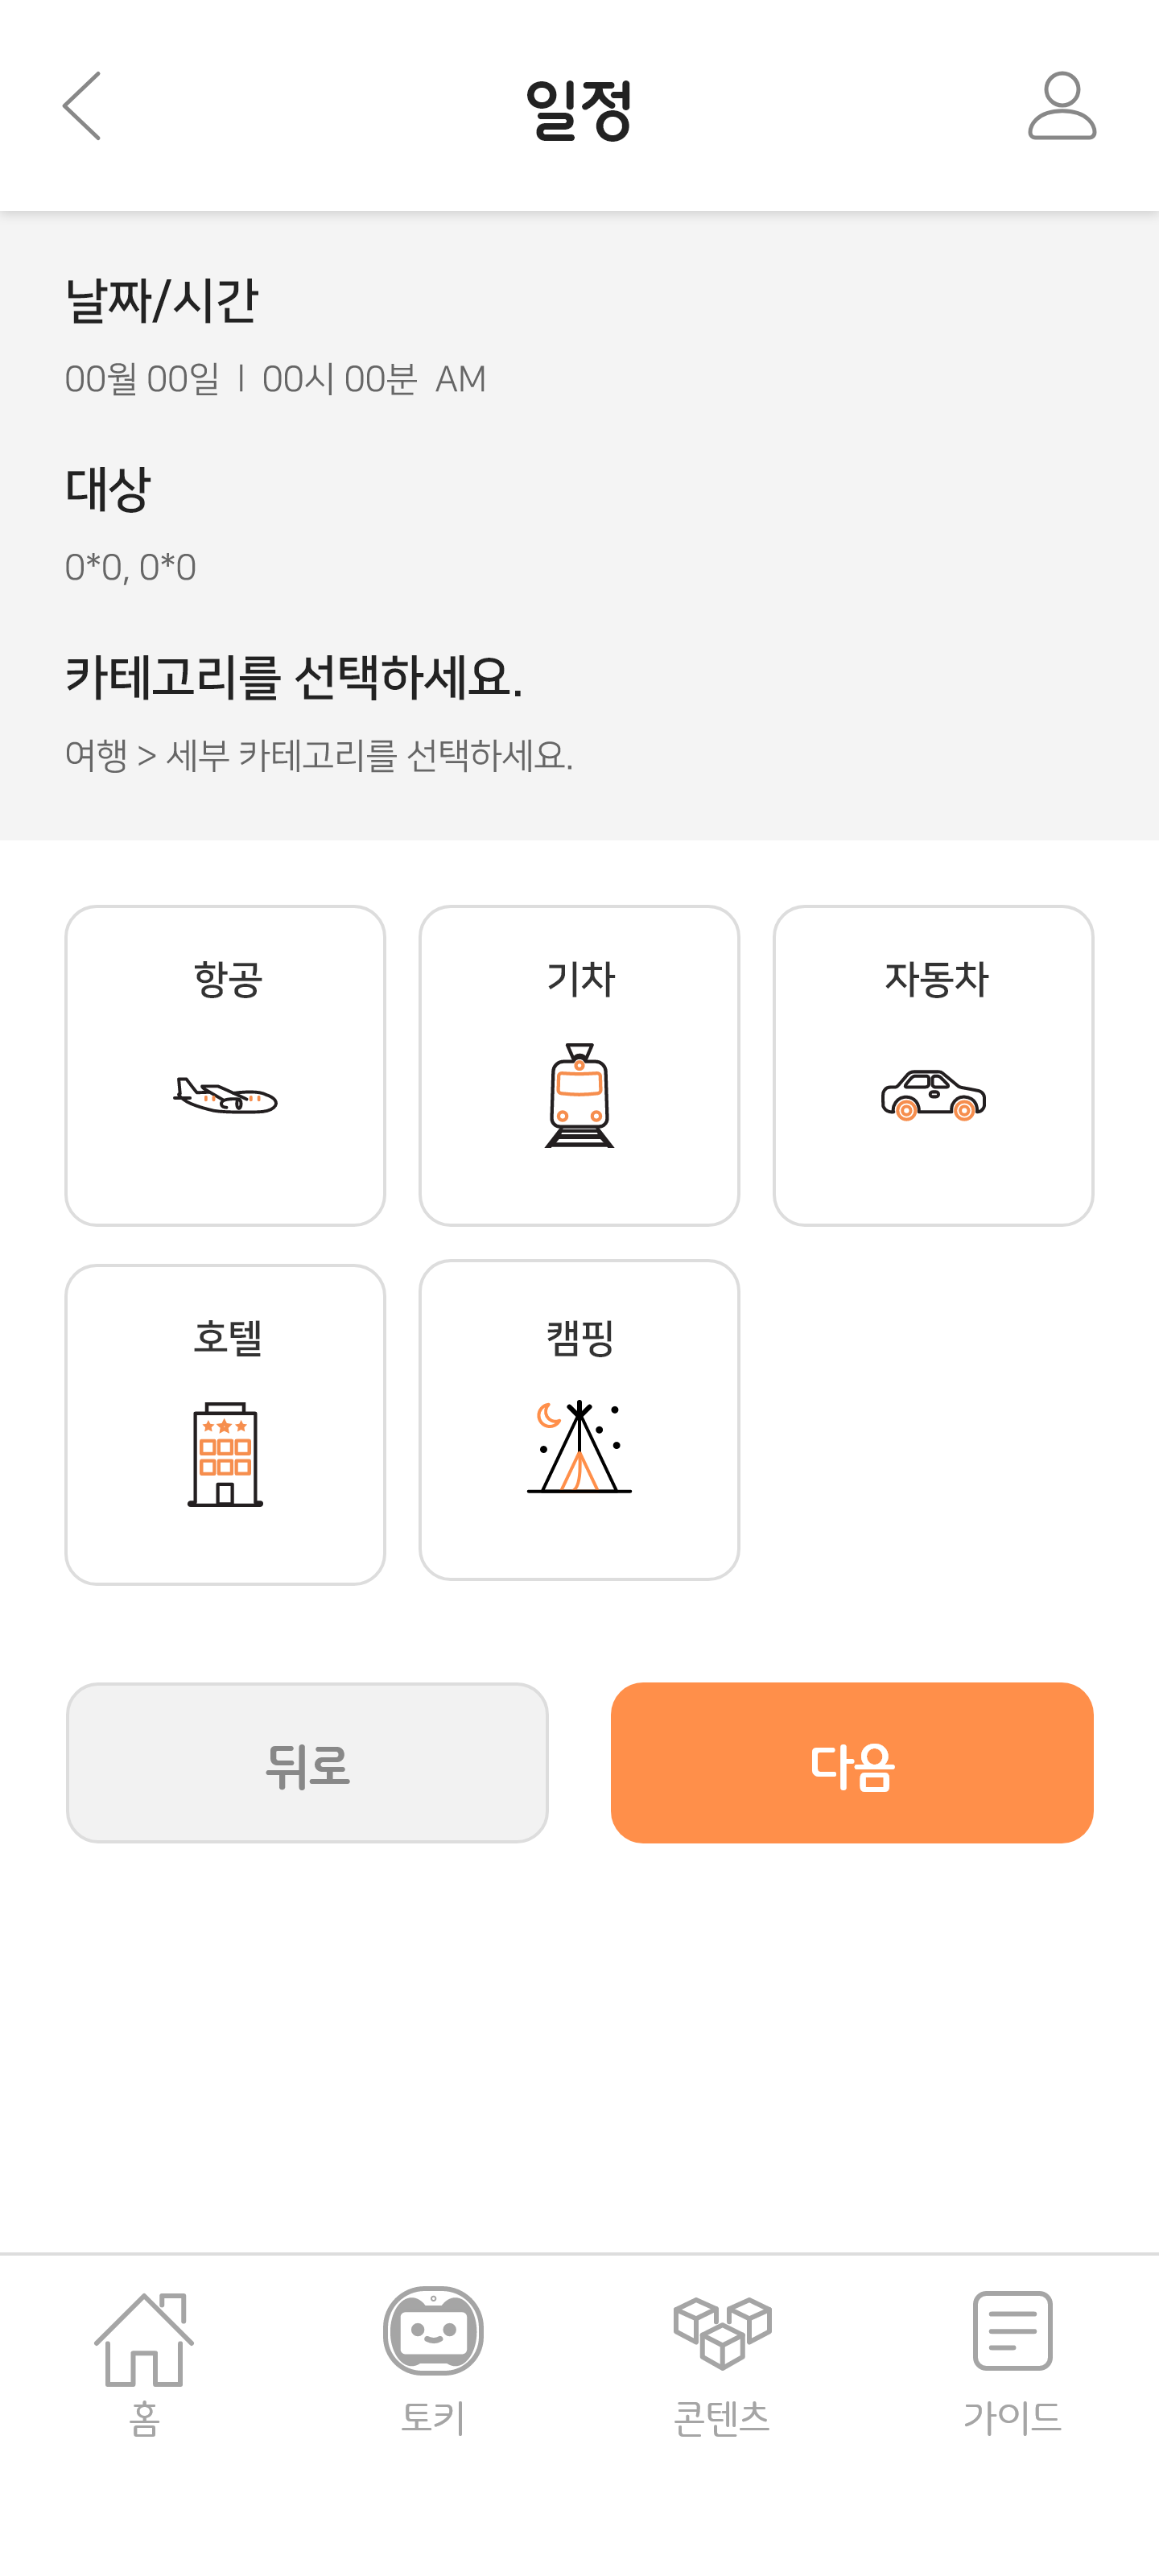 일정
날짜/시간
00월 00일 | 00시 00분 AM
대상
0*0, 0*0
카테고리를 선택하세요.
여행 > 세부 카테고리를 선택하세요.
항공
기차
자동차
호텔
캠핑
뒤로
다음
홈
토키
콘텐츠
가이드